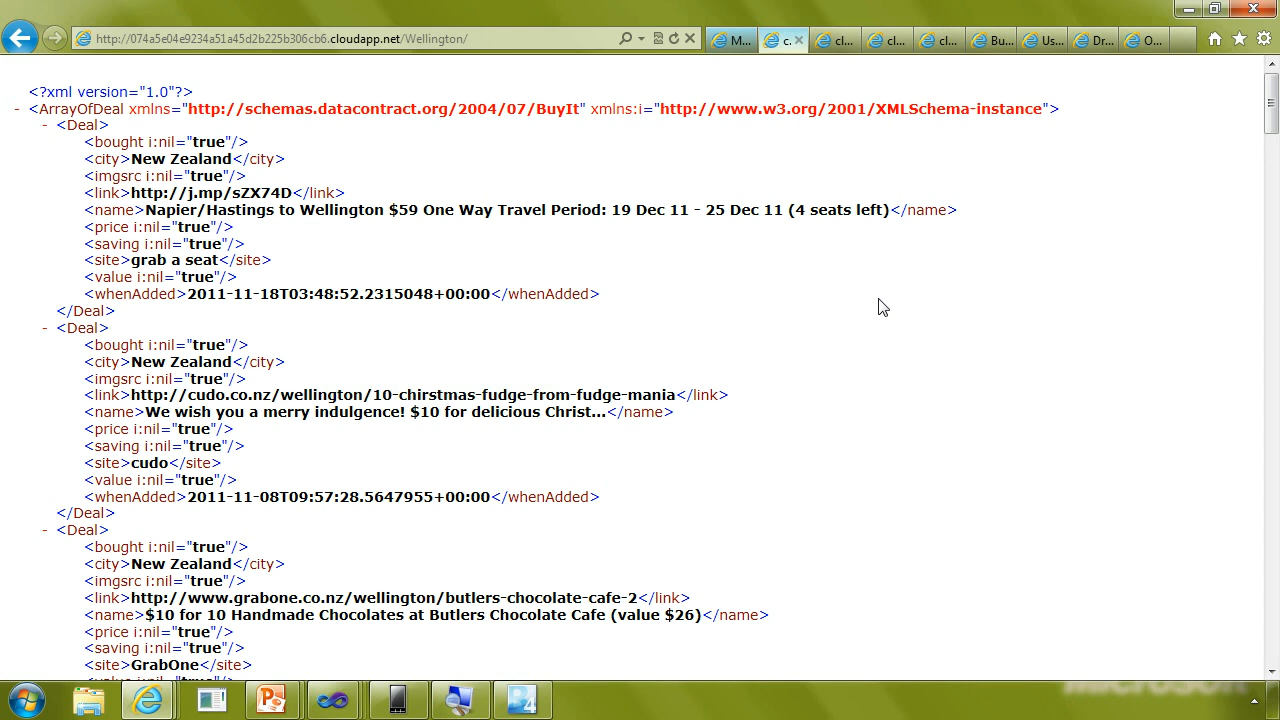 http://074a5e04e9234a51a45d2b225b306cb6.cloudapp.net/Wellington/
M...
c.
cl...
cl...
cl...
Bu...
Us...
Dr...
O...
<?xml version="1.0"?>
- <ArrayOfDeal xmlns="http://schemas.datacontract.org/2004/07/BuyIt" xmlns:i="http://www.w3.org/2001/XMLSchema-instance">
- <Deal>
<bought i:nil="true"/>
<city>New Zealand</city>
<imgsrc i:nil="true"/>
<link>http://j.mp/sZX74D</link>
<name>Napier/Hastings to Wellington $59 One Way Travel Period: 19 Dec 11 - 25 Dec 11 (4 seats left)</name>
<price i:nil="true"/>
<saving i:nil="true"/>
<site>grab a seat</site>
<value i:nil="true"/>
<whenAdded>2011-11-18T03:48:52.2315048+00:00</whenAdded>
</Deal>
- <Deal>
<bought i:nil="true"/>
<city>New Zealand</city>
<imgsrc i:nil="true"/>
<link>http://cudo.co.nz/wellington/10-chirstmas-fudge-from-fudge-mania</link>
<name>We wish you a merry indulgence! $10 for delicious Christ...</name>
<price i:nil="true"/>
<saving i:nil="true"/>
<site>cudo</site>
<value i:nil="true"/>
<whenAdded>2011-11-08T09:57:28.5647955+00:00</whenAdded>
</Deal>
- <Deal>
<bought i:nil="true"/>
<city>New Zealand</city>
<imgsrc i:nil="true"/>
<link>http://www.grabone.co.nz/wellington/butlers-chocolate-cafe-2</link>
<name>$10 for 10 Handmade Chocolates at Butlers Chocolate Cafe (value $26)</name>
<price i:nil="true"/>
<saving i:nil="true"/>
<site>GrabOne</site>